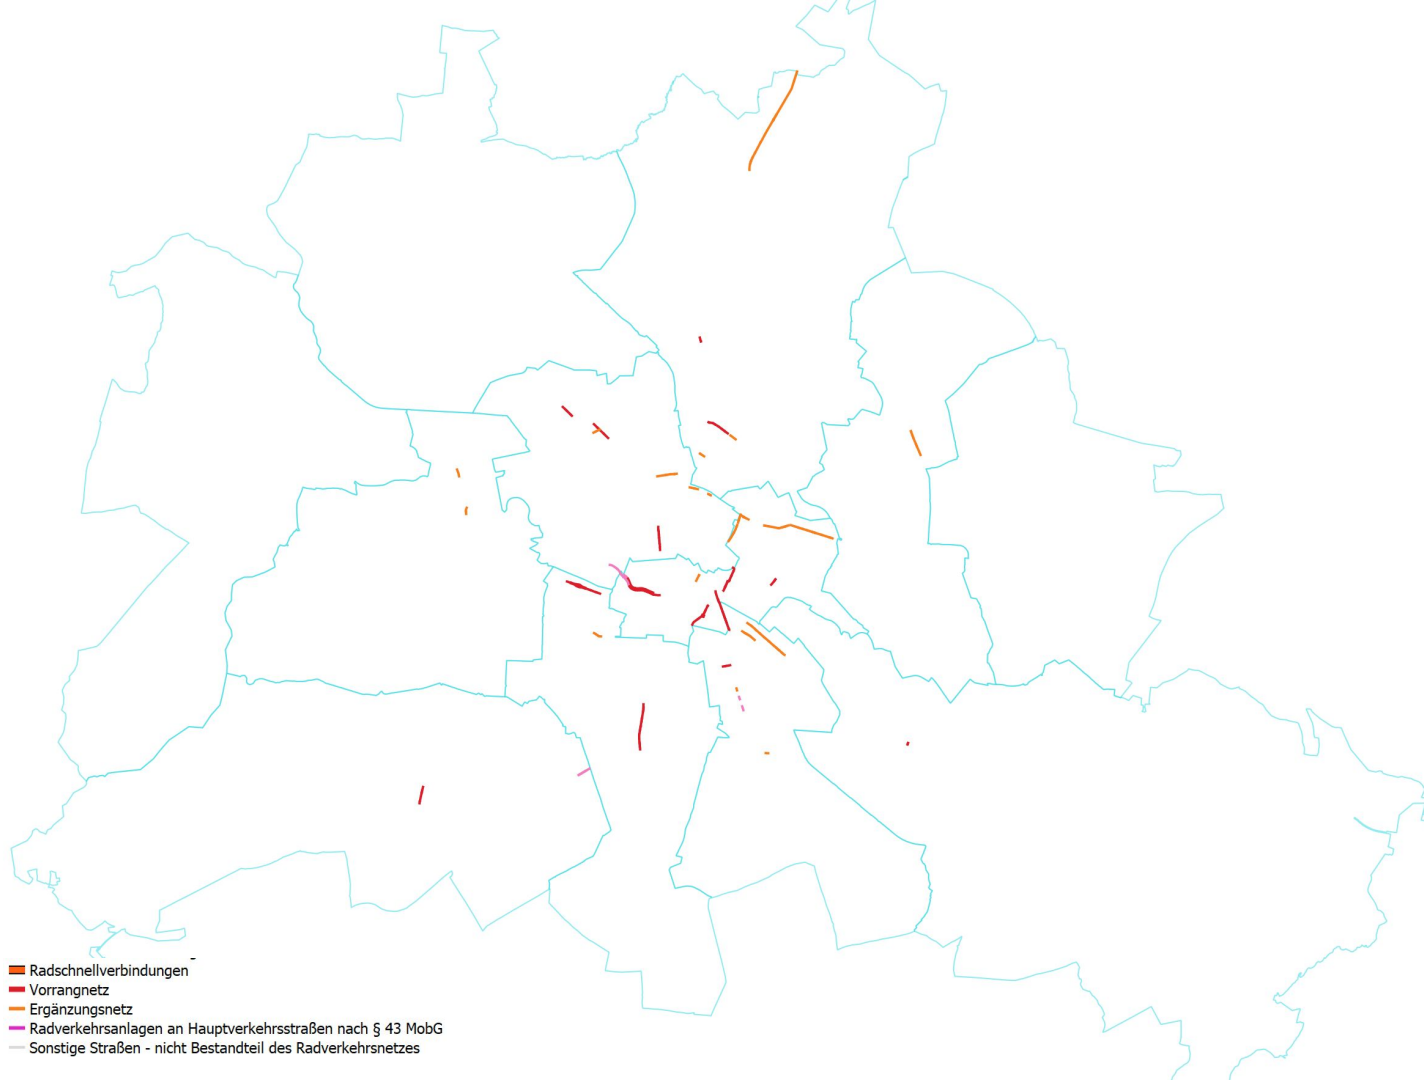 Radschnellverbindungen
Vorrangnetz
Ergänzungsnetz
Radverkehrsanlagen an Hauptverkehrsstraßen nach § 43 MobG
Sonstige Straßen - nicht Bestandteil des Radverkehrsnetzes